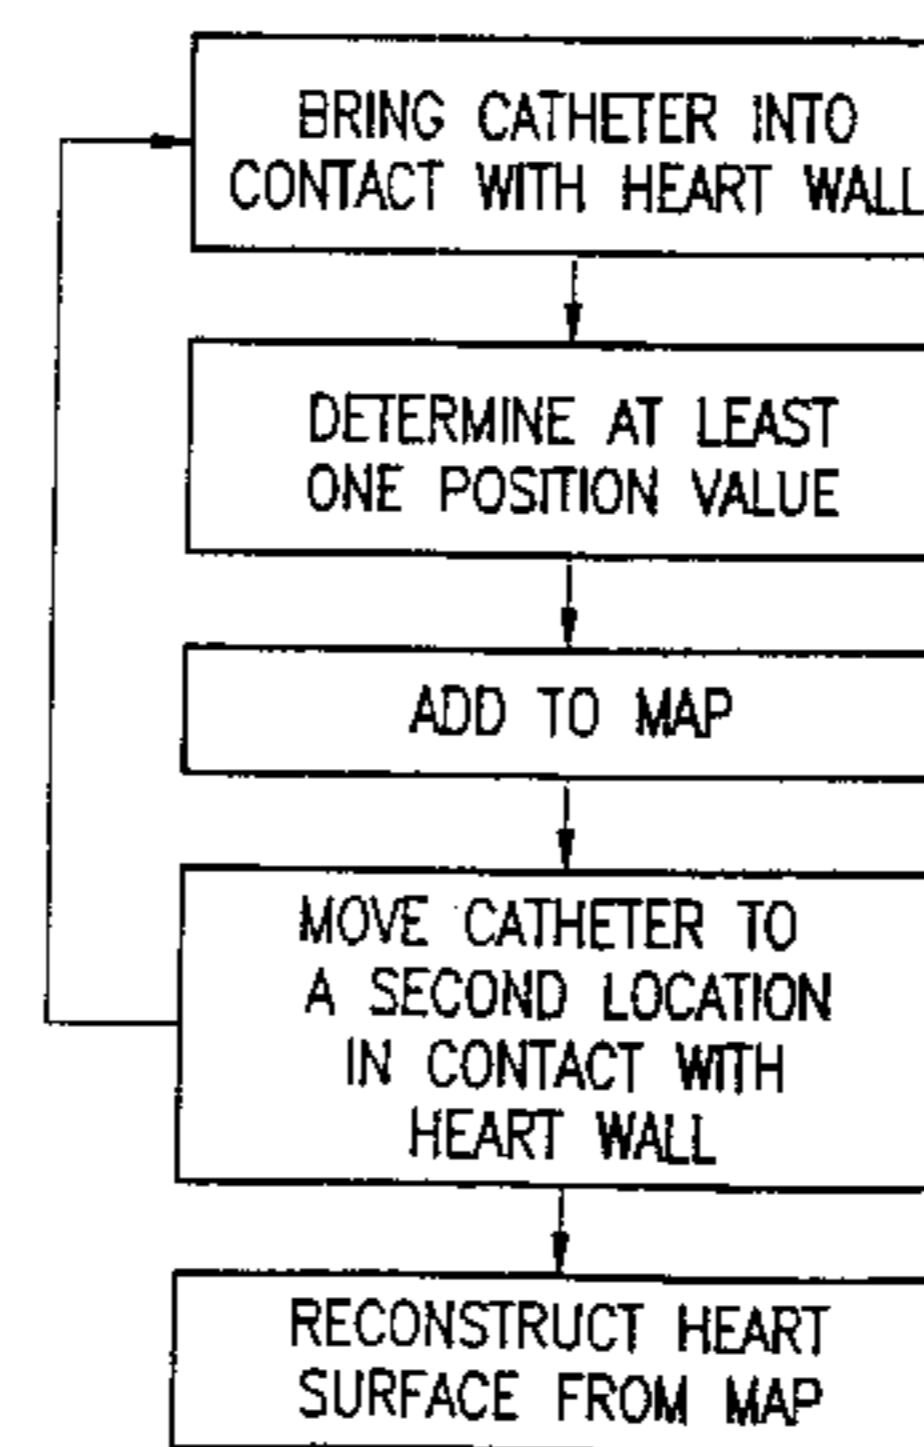 BRING CATHETER INTO
CONTACT WITH HEART WALL
DETERMINE AT LEAST
ONE POSITION VALUE
ADD TO MAP
MOVE CATHETER TO
A SECOND LOCATION
IN CONTACT WITH
HEART WALL
RECONSTRUCT HEART
SURFACE FROM MAP